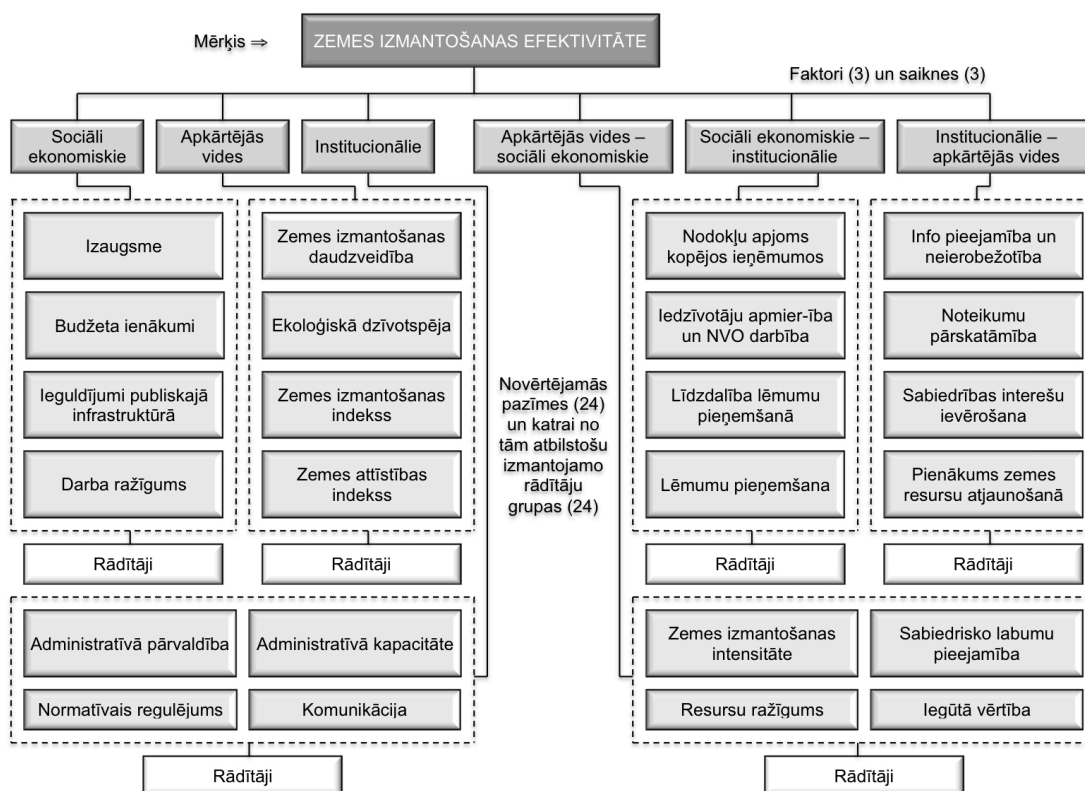 Mērķis ⇒
ZEMES IZMANTOŠANAS EFEKTIVITĀTE
Faktori (3) un saiknes (3)
Sociāli
ekonomiskie
Apkārtējās
vides
Institucionālie
Apkārtējās vides –
sociāli ekonomiskie
Sociāli ekonomiskie –
institucionālie
Institucionālie –
apkārtējās vides
Izaugsme
Budžeta ienākumi
Ieguldījumi publiskajā
infrastruktūrā
Darba ražīgums
Rādītāji
Zemes izmantošanas
daudzveidība
Ekoloģiskā dzīvotspēja
Zemes izmantošanas
indekss
Zemes attīstības
indekss
Rādītāji
Novērtējamās
pazīmes (24)
un katrai no
tām atbilstošu
izmantojamo
rādītāju
grupas (24)
Nodokļu apjoms
kopējos ieņēmumos
Iedzīvotāju apmier-ība
un NVO darbība
Līdzdalība lēmumu
pieņemšanā
Lēmumu pieņemšana
Rādītāji
Info pieejamība un
neierobežotība
Noteikumu
pārskatāmība
Sabiedrības interešu
ievērošana
Pienākums zemes
resursu atjaunošanā
Rādītāji
Administratīvā pārvaldība
Administratīvā kapacitāte
Normatīvais regulējums
Komunikācija
Rādītāji
Zemes izmantošanas
intensitāte
Sabiedrisko labumu
pieejamība
Resursu ražīgums
Iegūtā vērtība
Rādītāji